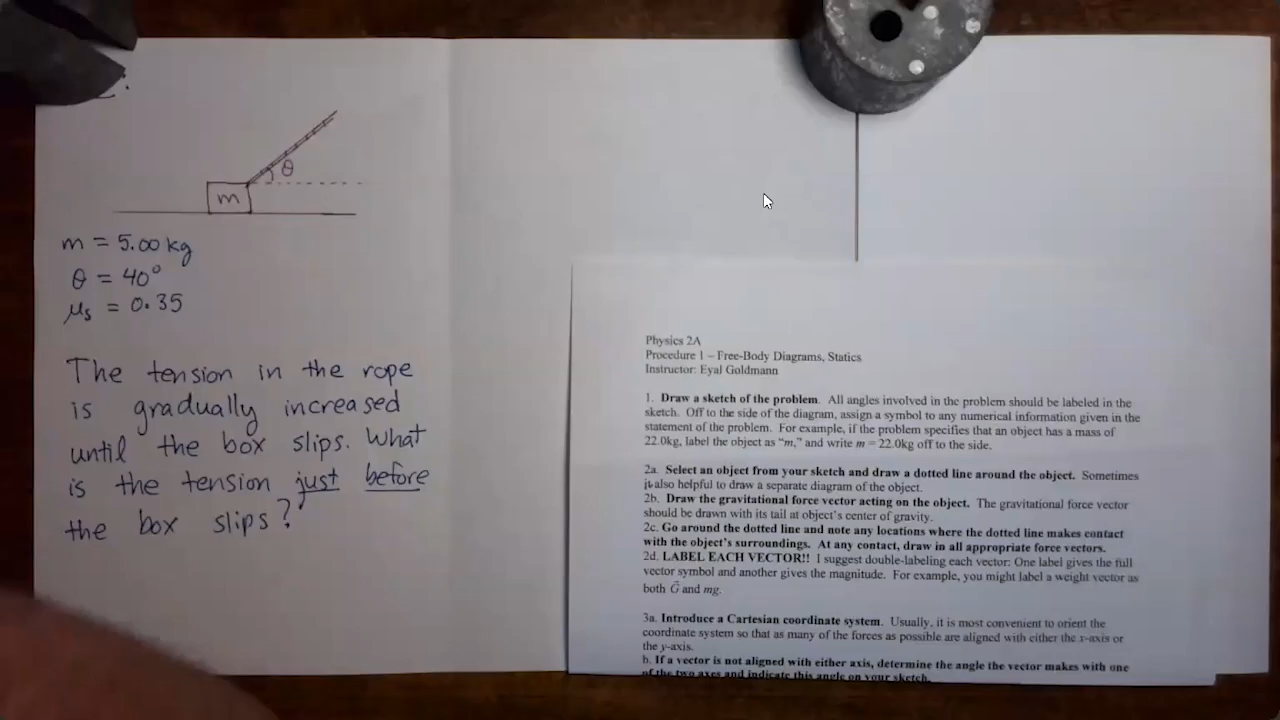 θ
m
m = 5.00 kg
θ = 40°
μs = 0.35
The tension in the rope
is gradually increased
until the box slips. What
is the tension just before
the box slips?
Physics 2A
Procedure 1 – Free-Body Diagrams, Statics
Instructor: Eyal Goldmann
1. Draw a sketch of the problem. All angles involved in the problem should be labeled in the
sketch. Off to the side of the diagram, assign a symbol to any numerical information given in the
statement of the problem. For example, if the problem specifies that an object has a mass of
22.0kg, label the object as “m,” and write m = 22.0kg off to the side.
2a. Select an object from your sketch and draw a dotted line around the object. Sometimes
also helpful to draw a separate diagram of the object.
2b. Draw the gravitational force vector acting on the object. The gravitational force vector
should be drawn with its tail at object’s center of gravity.
2c. Go around the dotted line and note any locations where the dotted line makes contact
with the object’s surroundings. At any contact, draw in all appropriate force vectors.
2d. LABEL EACH VECTOR!! I suggest double-labeling each vector: One label gives the full
vector symbol and another gives the magnitude. For example, you might label a weight vector as
both G⃗ and mg.
3a. Introduce a Cartesian coordinate system. Usually, it is most convenient to orient the
coordinate system so that as many of the forces as possible are aligned with either the x-axis or
the y-axis.
b. If a vector is not aligned with either axis, determine the angle the vector makes with one
of the two axes and indicate this angle on your sketch.